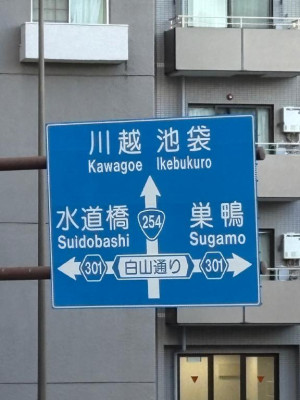 川越 池袋
Kawagoe Ikebukuro
水道橋 254 巣鴨
Suidobashi Sugamo
301 白山通り 301